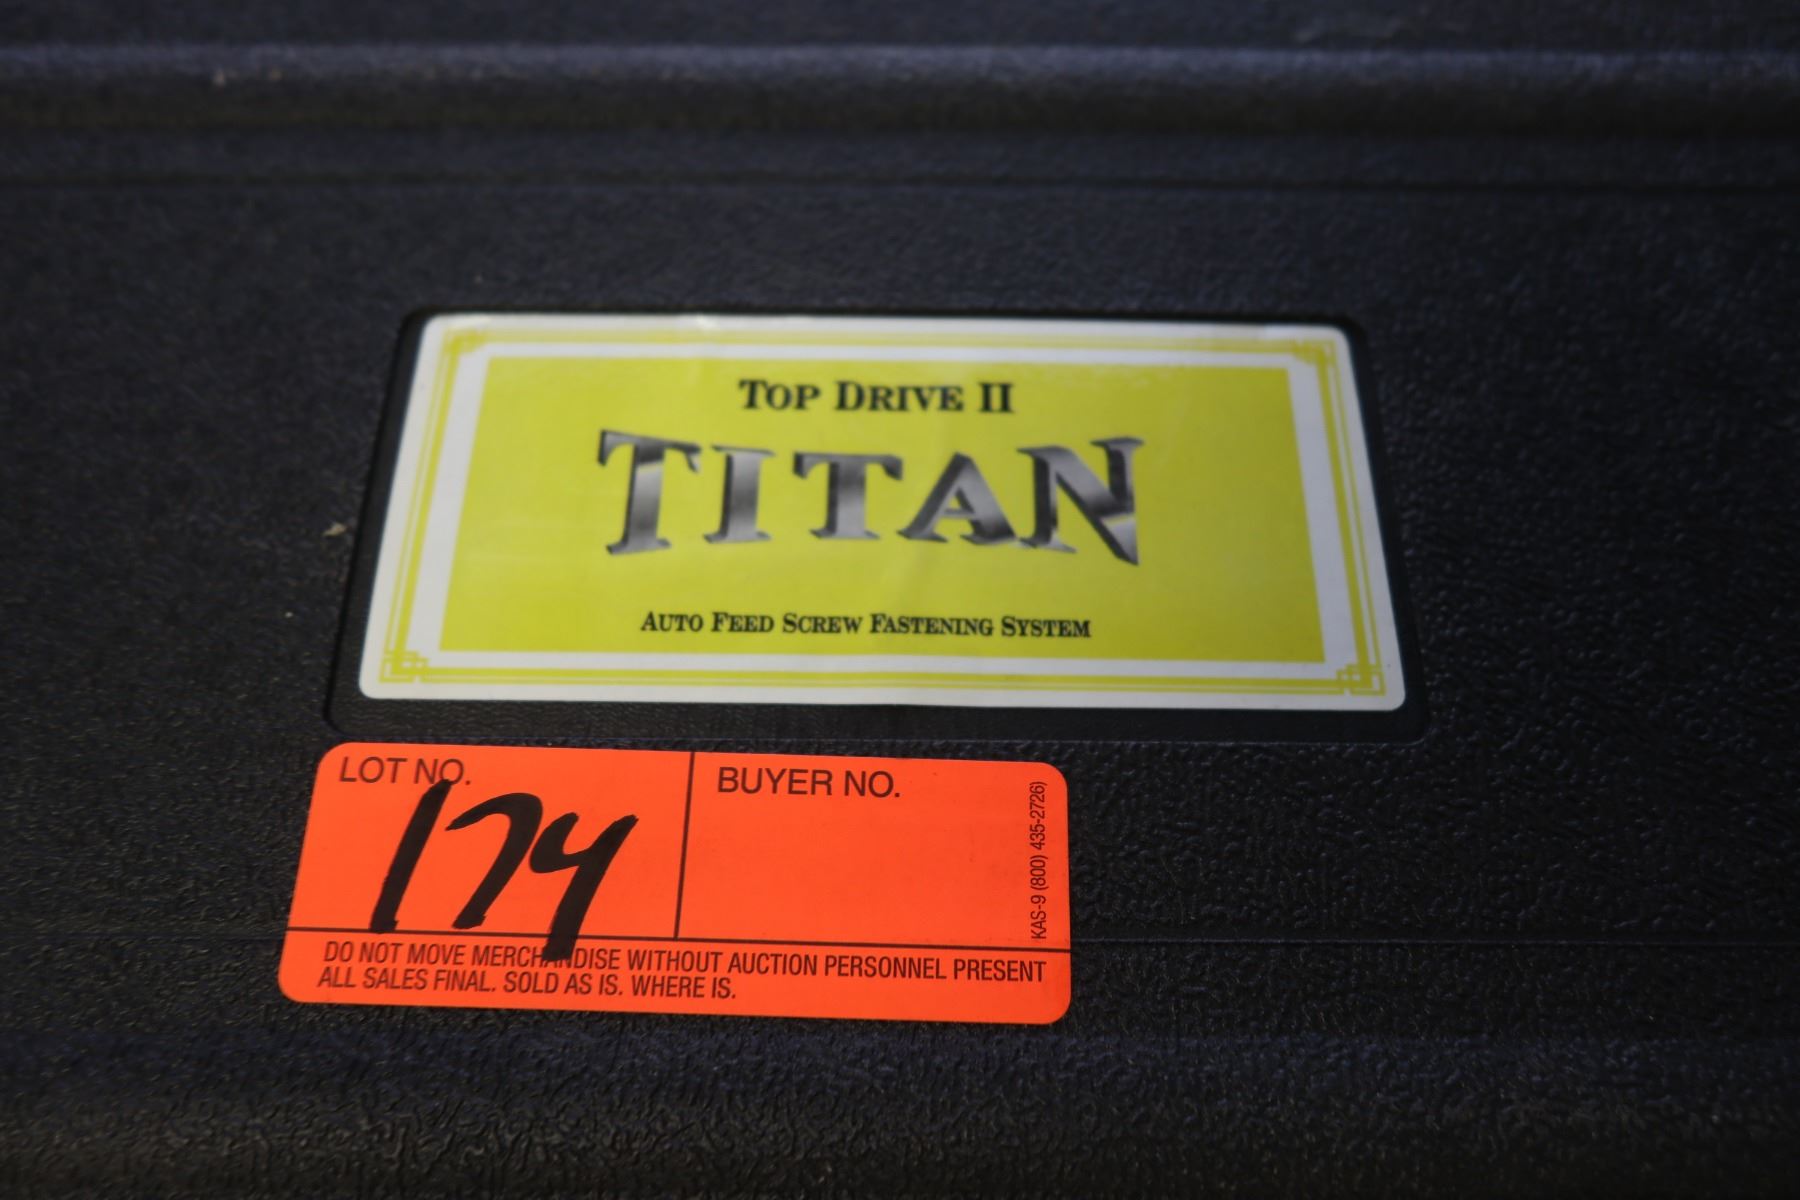 TOP DRIVE II
TITAN
AUTO FEED SCREW FASTENING SYSTEM
LOT NO.
174
BUYER NO.
KAS-9 (800) 435-2726)
DO NOT MOVE MERCHANDISE WITHOUT AUCTION PERSONNEL PRESENT
ALL SALES FINAL. SOLD AS IS. WHERE IS.